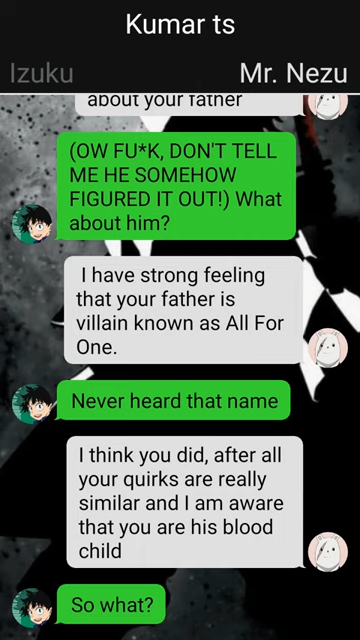 Kumar ts
Izuku
Mr. Nezu
about your father
(OW FU*K, DON'T TELL
ME HE SOMEHOW
FIGURED IT OUT!) What
about him?
I have strong feeling
that your father is
villain known as All For
One.
Never heard that name
I think you did, after all
your quirks are really
similar and I am aware
that you are his blood
child
So what?